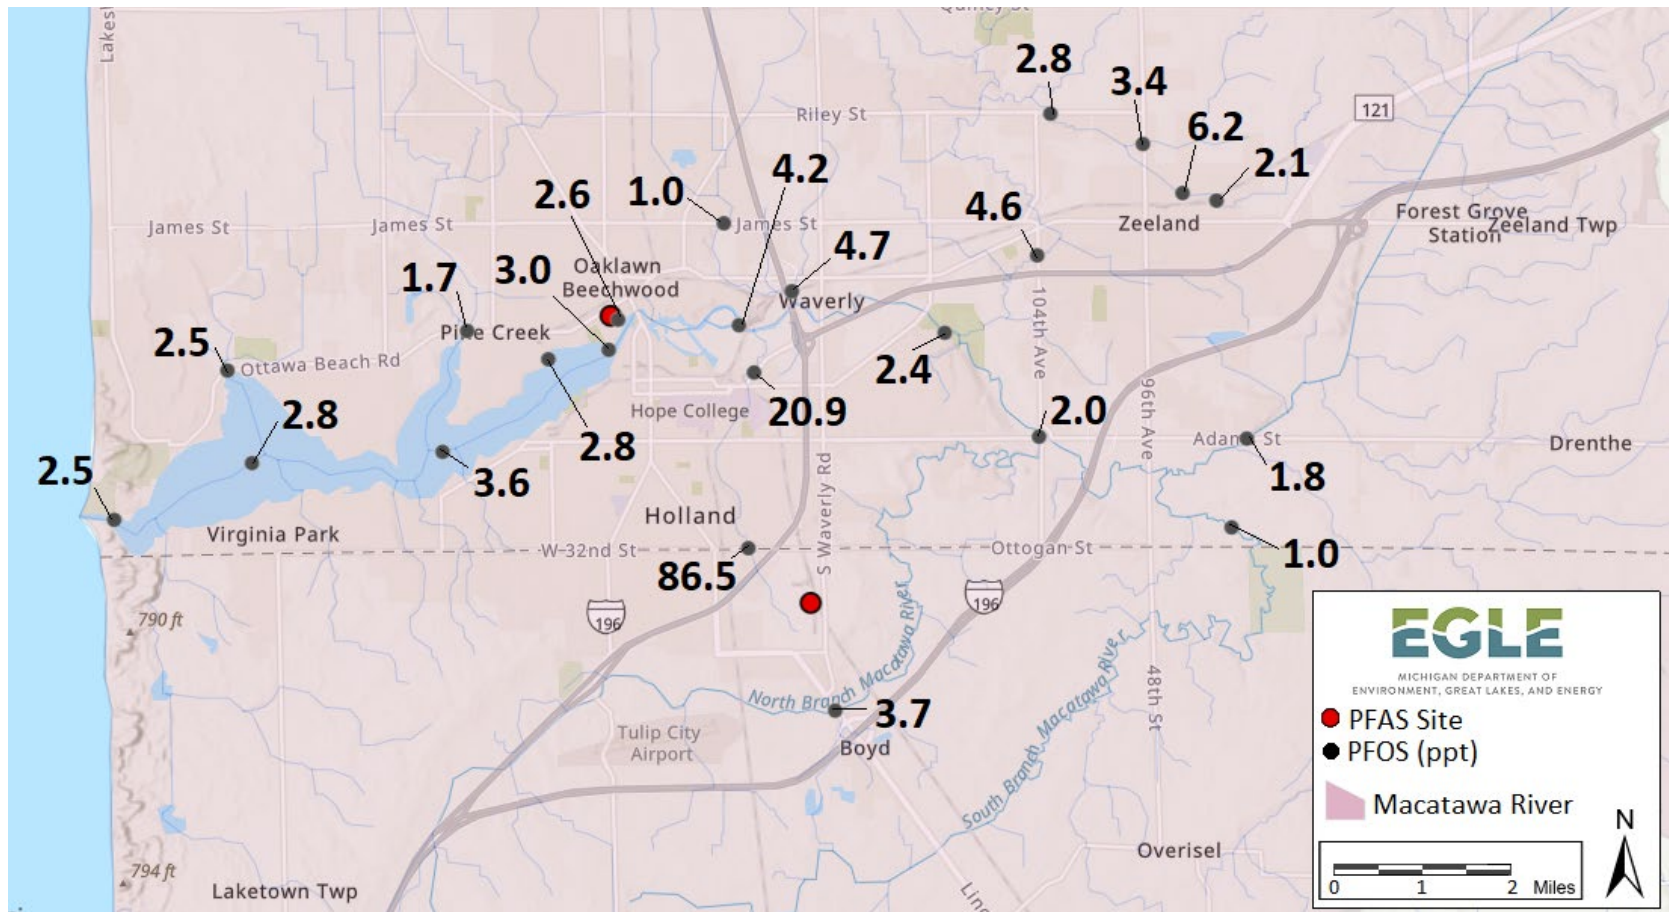 Quincy St
Lakes
2.8
3.4
Riley St
121
6.2
2.1
4.2
2.6
1.0
4.6
James St
James St
James St
Zeeland
Forest Grove
Station
Zeeland Twp
4.7
3.0
Oaklawn
Beechwood
1.7
Waverly
104th Ave
Pine Creek
2.5
Ottawa Beach Rd
2.4
96th Ave
2.8
Hope College
20.9
2.0
Adams St
Drenthe
2.8
2.5
3.6
1.8
S Waverly Rd
Holland
Virginia Park
W 32nd St
Ottogan St
1.0
86.5
196
196
790 ft
North Branch Macatawa River
South Branch Macatawa River
48th St
3.7
Tulip City
Airport
Boyd
Overisel
794 ft
Laketown Twp
Linc
EGLE
MICHIGAN DEPARTMENT OF
ENVIRONMENT, GREAT LAKES, AND ENERGY
PFAS Site
PFOS (ppt)
Macatawa River
N
0 1 2 Miles